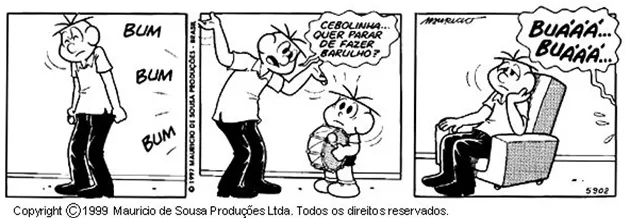 BUM
BUM
BUM
© 1997 MAURICIO DE SOUSA PRODUÇÕES - BRASIL
CEBOLINHA...
QUER PARAR
DE FAZER
BARULHO?
MAURICIO
BUÁÁÁ...
BUÁÁÁ...
5902
Copyright © 1999 Mauricio de Sousa Produções Ltda. Todos os direitos reservados.